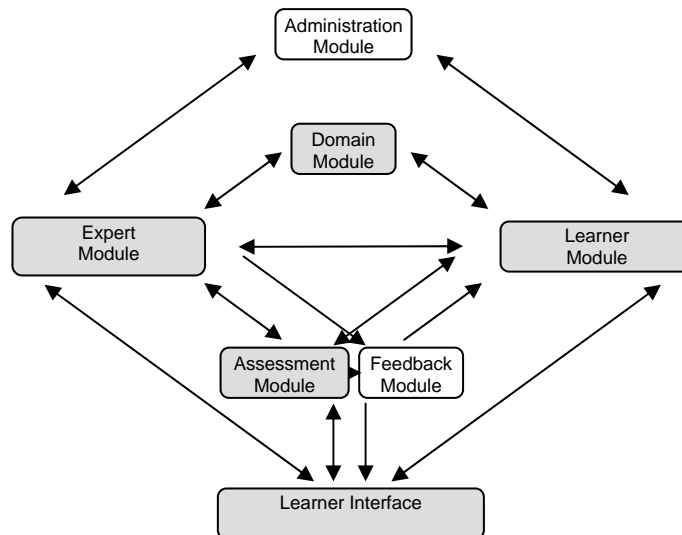 Administration
Module
Domain
Module
Expert
Module
Learner
Module
Assessment
Module
Feedback
Module
Learner Interface